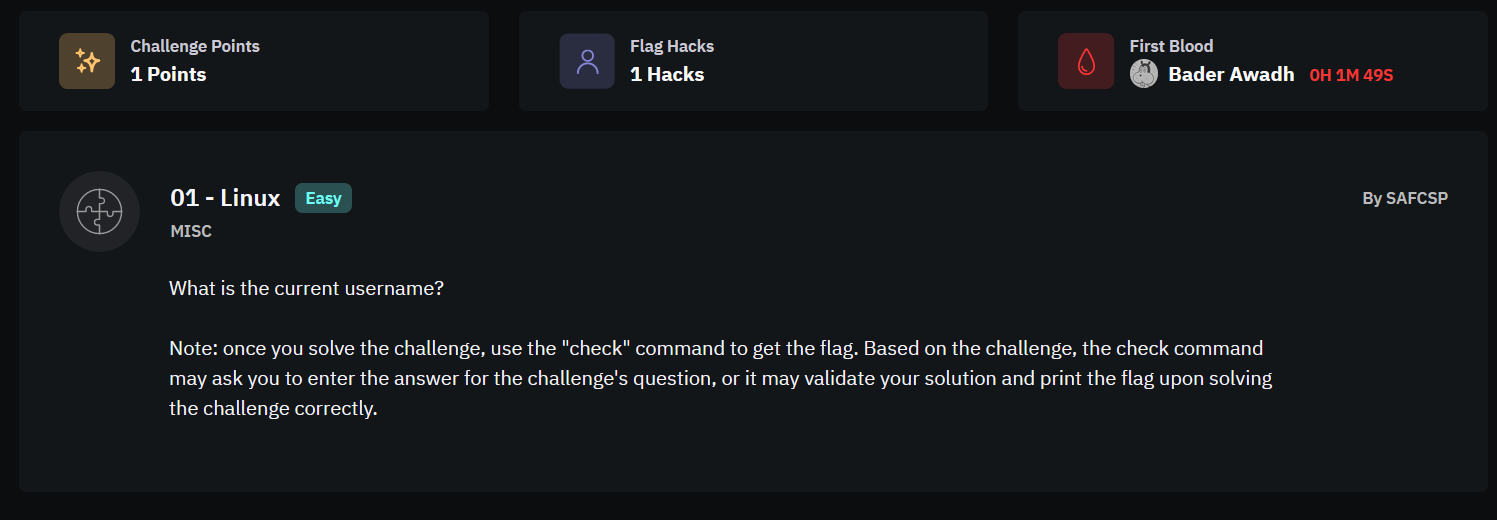 Challenge Points
1 Points
Flag Hacks
1 Hacks
First Blood
Bader Awadh 0H 1M 49S
01 - Linux Easy
By SAFCSP
MISC
What is the current username?
Note: once you solve the challenge, use the "check" command to get the flag. Based on the challenge, the check command
may ask you to enter the answer for the challenge's question, or it may validate your solution and print the flag upon solving
the challenge correctly.